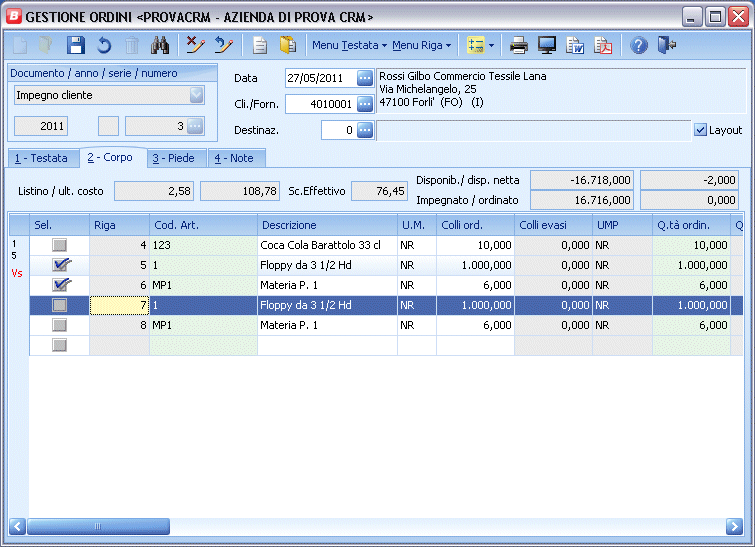 B GESTIONE ORDINI <PROVACRM - AZIENDA DI PROVA CRM>
Menu Testata Menu Riga
Documento / anno / serie / numero
Impegno cliente
2011 3
Data 27/05/2011
Cli./Forn. 4010001
Destinaz. 0
Rossi Gilbo Commercio Tessile Lana
Via Michelangelo, 25
47100 Forli' (FO) (I)
Layout
1 - Testata 2 - Corpo 3 - Piede 4 - Note
Listino / ult. costo 2,58 108,78 Sc.Effettivo 76,45
Disponib./ disp. netta -16.718,000 -2,000
Impegnato / ordinato 16.716,000 0,000
Sel. Riga Cod. Art. Descrizione U.M. Colli ord. Colli evasi UMP Q.tà ordin. Q
1
5
Vs
4 123 Coca Cola Barattolo 33 cl NR 10,000 0,000 NR 10,000
5 1 Floppy da 3 1/2 Hd NR 1.000,000 0,000 NR 1.000,000
6 MP1 Materia P. 1 NR 6,000 0,000 NR 6,000
7 1 Floppy da 3 1/2 Hd NR 1.000,000 0,000 NR 1.000,000
8 MP1 Materia P. 1 NR 6,000 0,000 NR 6,000